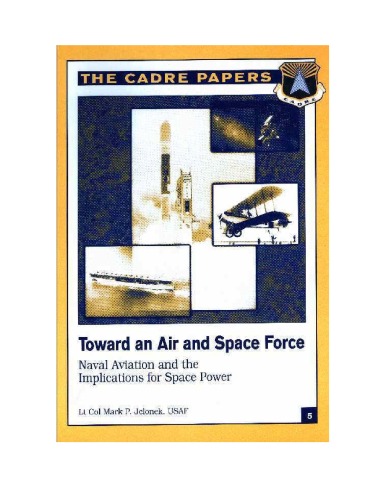 THE CADRE PAPERS
CADRE
Toward an Air and Space Force
Naval Aviation and the
Implications for Space Power
Lt Col Mark P. Jelonek, USAF
5